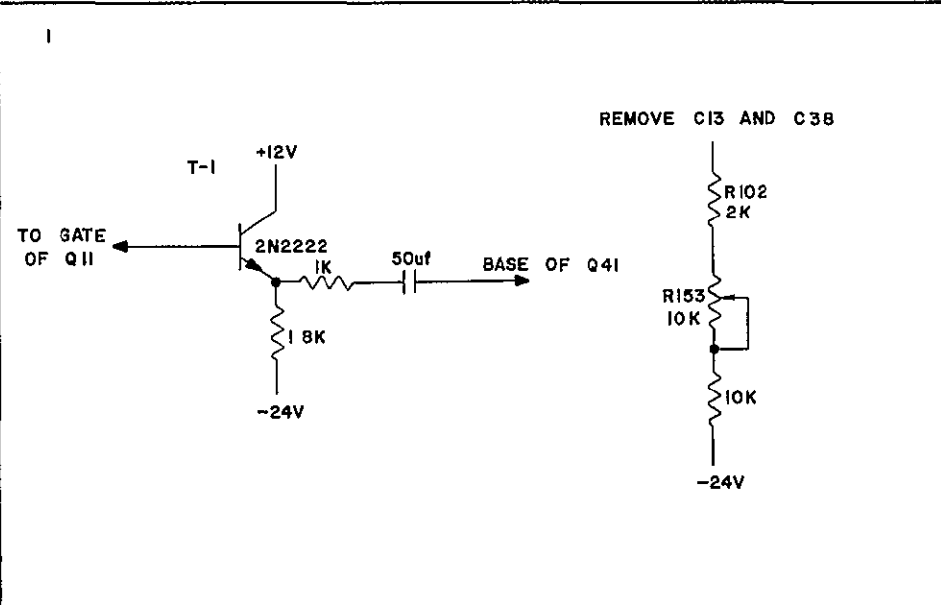 I
REMOVE C13 AND C38
T-1
+12V
R102
2K
TO GATE
OF Q11
2N2222
1K
50uf
BASE OF Q41
R153
10K
1 8K
10K
-24V
-24V